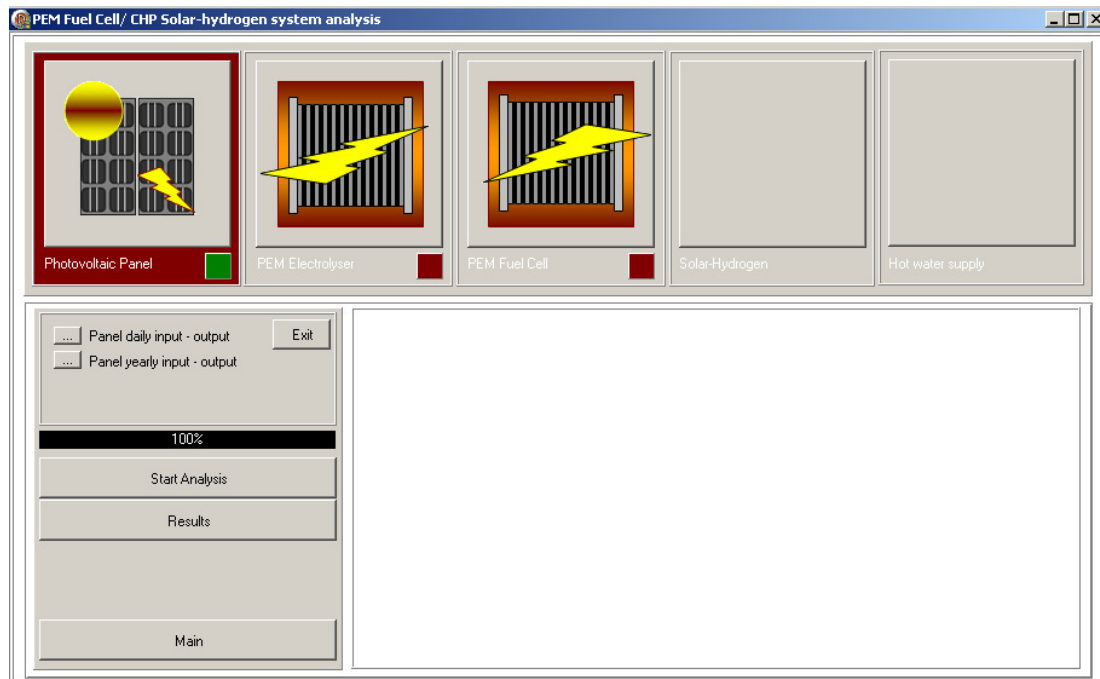 PEM Fuel Cell/ CHP Solar-hydrogen system analysis
Photovoltaic Panel
PEM Electrolyser
PEM Fuel Cell
Solar-Hydrogen
Hot water supply
... Panel daily input - output
Exit
... Panel yearly input - output
100%
Start Analysis
Results
Main